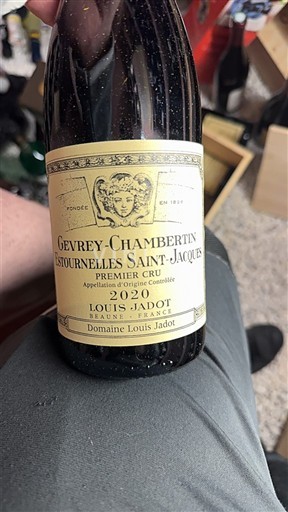 FONDÉE EN 1859
GEVREY-CHAMBERTIN
ESTOURNELLES SAINT-JACQUES
PREMIER CRU
Appellation d'Origine Contrôlée
2020
LOUIS JADOT
BEAUNE - FRANCE
Domaine Louis Jadot